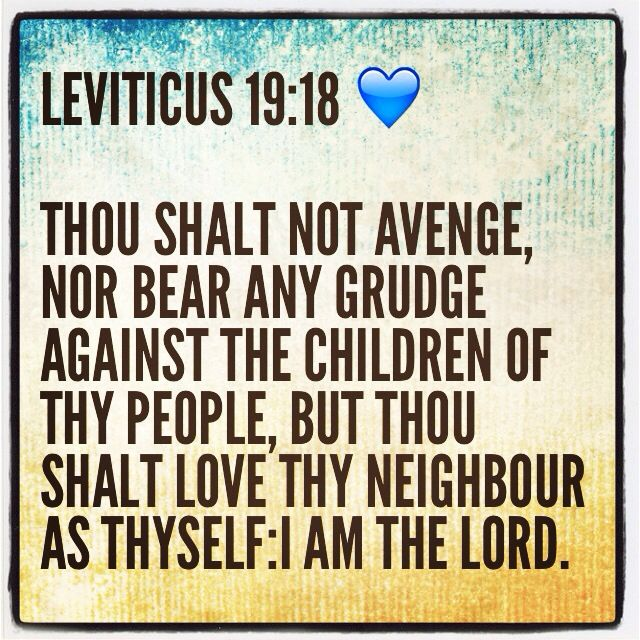 LEVITICUS 19:18 💙
THOU SHALT NOT AVENGE,
NOR BEAR ANY GRUDGE
AGAINST THE CHILDREN OF
THY PEOPLE, BUT THOU
SHALT LOVE THY NEIGHBOUR
AS THYSELF:I AM THE LORD.